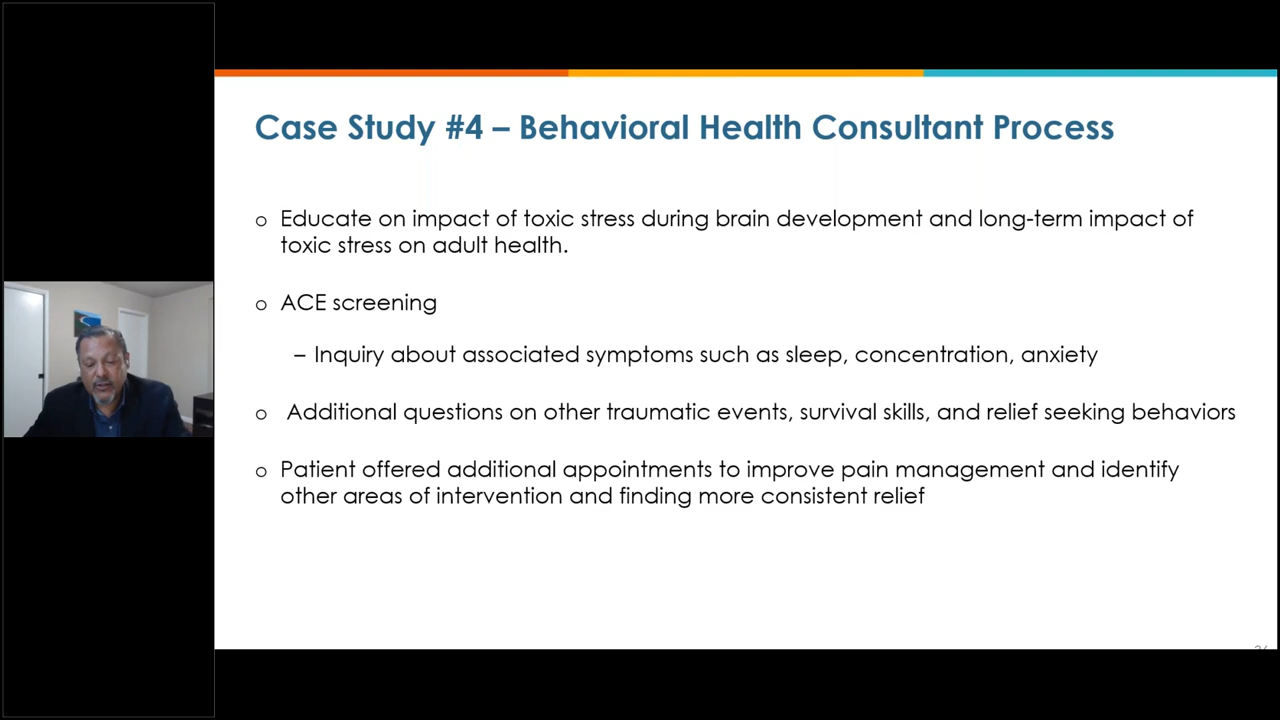 Case Study #4 – Behavioral Health Consultant Process
o Educate on impact of toxic stress during brain development and long-term impact of
toxic stress on adult health.
o ACE screening
– Inquiry about associated symptoms such as sleep, concentration, anxiety
o Additional questions on other traumatic events, survival skills, and relief seeking behaviors
o Patient offered additional appointments to improve pain management and identify
other areas of intervention and finding more consistent relief